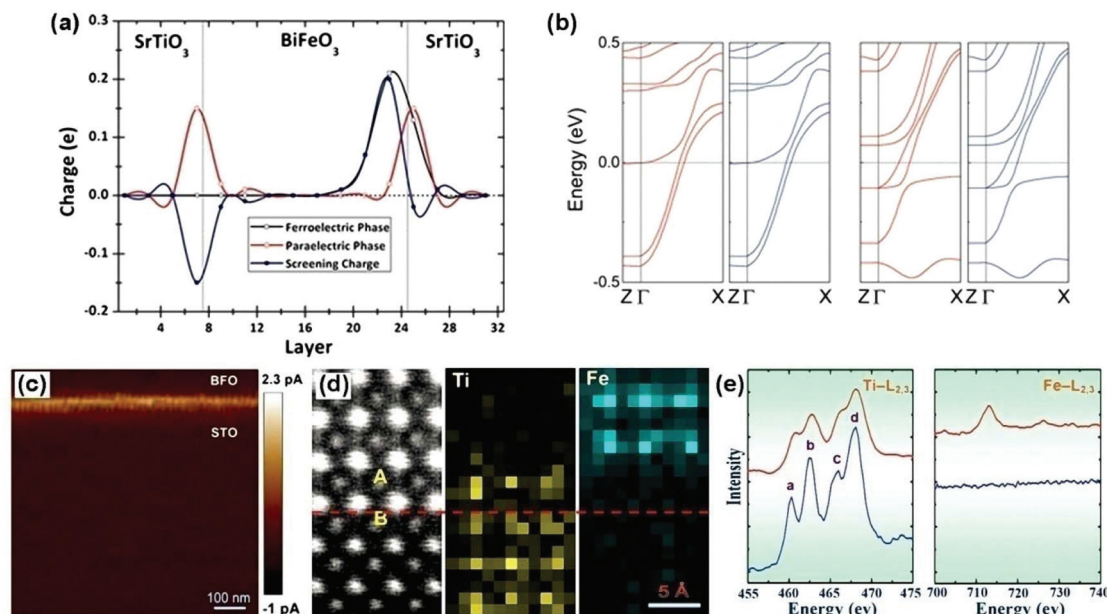 (a)
SrTiO3 BiFeO3 SrTiO3
0.3
0.2
0.1
0.0
-0.1
-0.2
Charge (e)
Ferroelectric Phase
Paraelectric Phase
Screening Charge
4 8 12 16 20 24 28 32
Layer
(b)
0.5
0.0
-0.5
Energy (eV)
Z Γ X Z Γ X Z Γ X Z Γ X
(c)
BFO
STO
100 nm
2.3 pA
-1 pA
(d)
A
B
Ti
Fe
5 Å
(e)
Ti–L2,3
Fe–L2,3
a
b
c
d
Intensity
455 460 465 470 475
700 710 720 730 740
Energy (ev) Energy (ev)